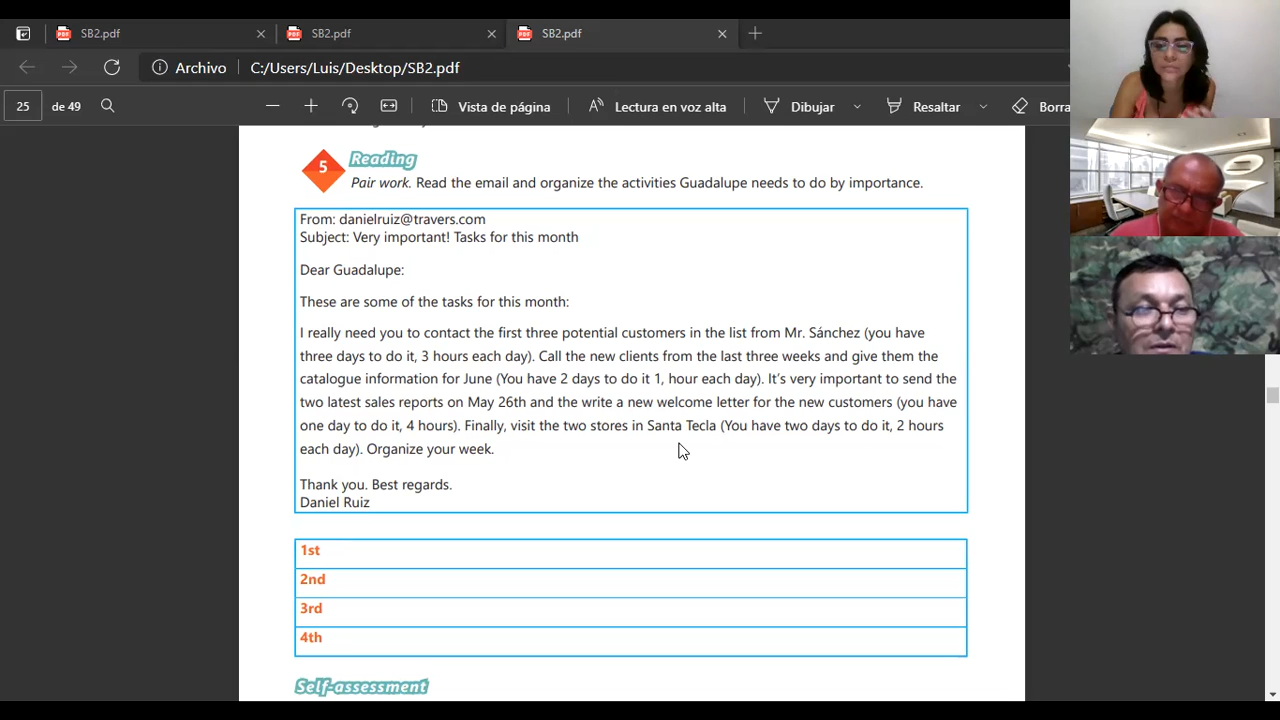 SB2.pdf
SB2.pdf
SB2.pdf
Archivo
C:/Users/Luis/Desktop/SB2.pdf
25 de 49
Vista de página
Lectura en voz alta
Dibujar
Resaltar
Borra
5
Reading
Pair work. Read the email and organize the activities Guadalupe needs to do by importance.
From: danielruiz@travers.com
Subject: Very important! Tasks for this month
Dear Guadalupe:
These are some of the tasks for this month:
I really need you to contact the first three potential customers in the list from Mr. Sánchez (you have
three days to do it, 3 hours each day). Call the new clients from the last three weeks and give them the
catalogue information for June (You have 2 days to do it 1, hour each day). It's very important to send the
two latest sales reports on May 26th and the write a new welcome letter for the new customers (you have
one day to do it, 4 hours). Finally, visit the two stores in Santa Tecla (You have two days to do it, 2 hours
each day). Organize your week.
Thank you. Best regards.
Daniel Ruiz
1st
2nd
3rd
4th
Self-assessment